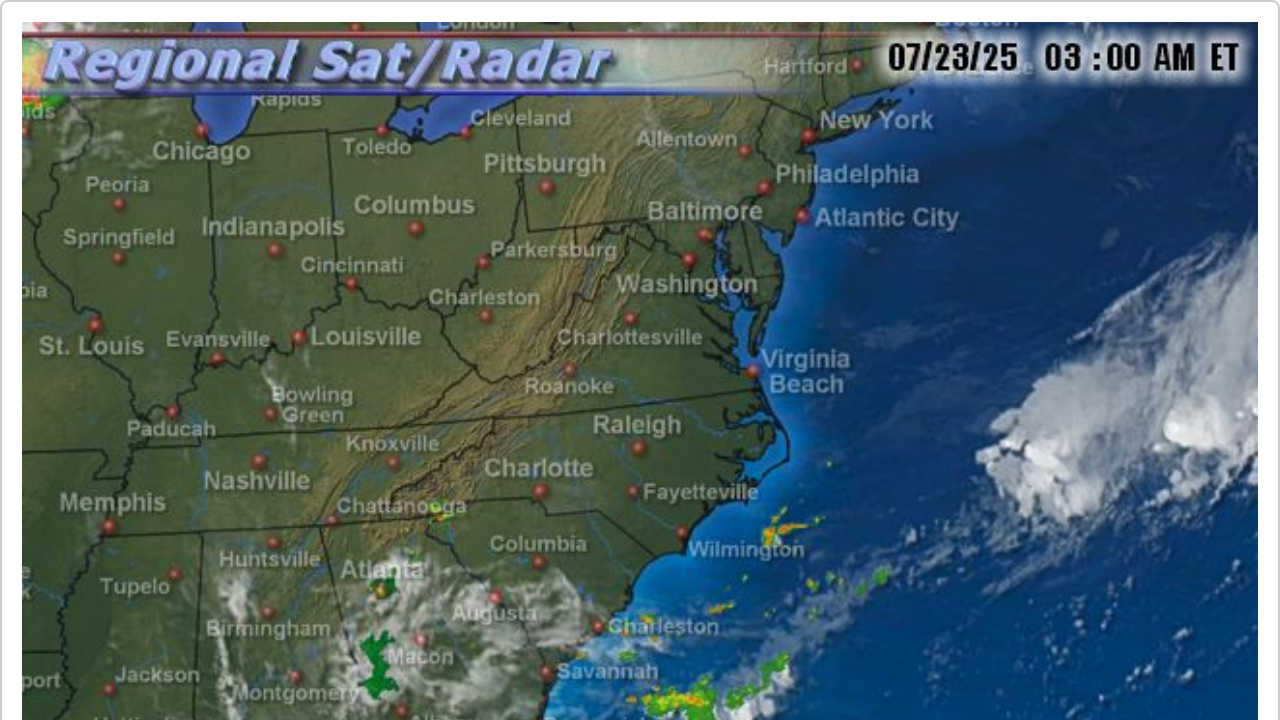 London
Boston
Regional Sat/Radar
07/23/25 03 :00 AM ET
Hartford
Rapids
ids
Cleveland
New York
Chicago
Toledo
Allentown
Pittsburgh
Philadelphia
Peoria
Columbus
Baltimore
Atlantic City
Indianapolis
Springfield
Parkersburg
Cincinnati
Washington
bia
Charleston
St. Louis
Evansville
Louisville
Charlottesville
Virginia
Beach
Bowling
Green
Roanoke
Paducah
Raleigh
Knoxville
Nashville
Charlotte
Fayetteville
Memphis
Chattanooga
Wilmington
Huntsville
Columbia
Atlanta
Tupelo
Augusta
Birmingham
Charleston
Macon
Jackson
Savannah
port
Montgomery